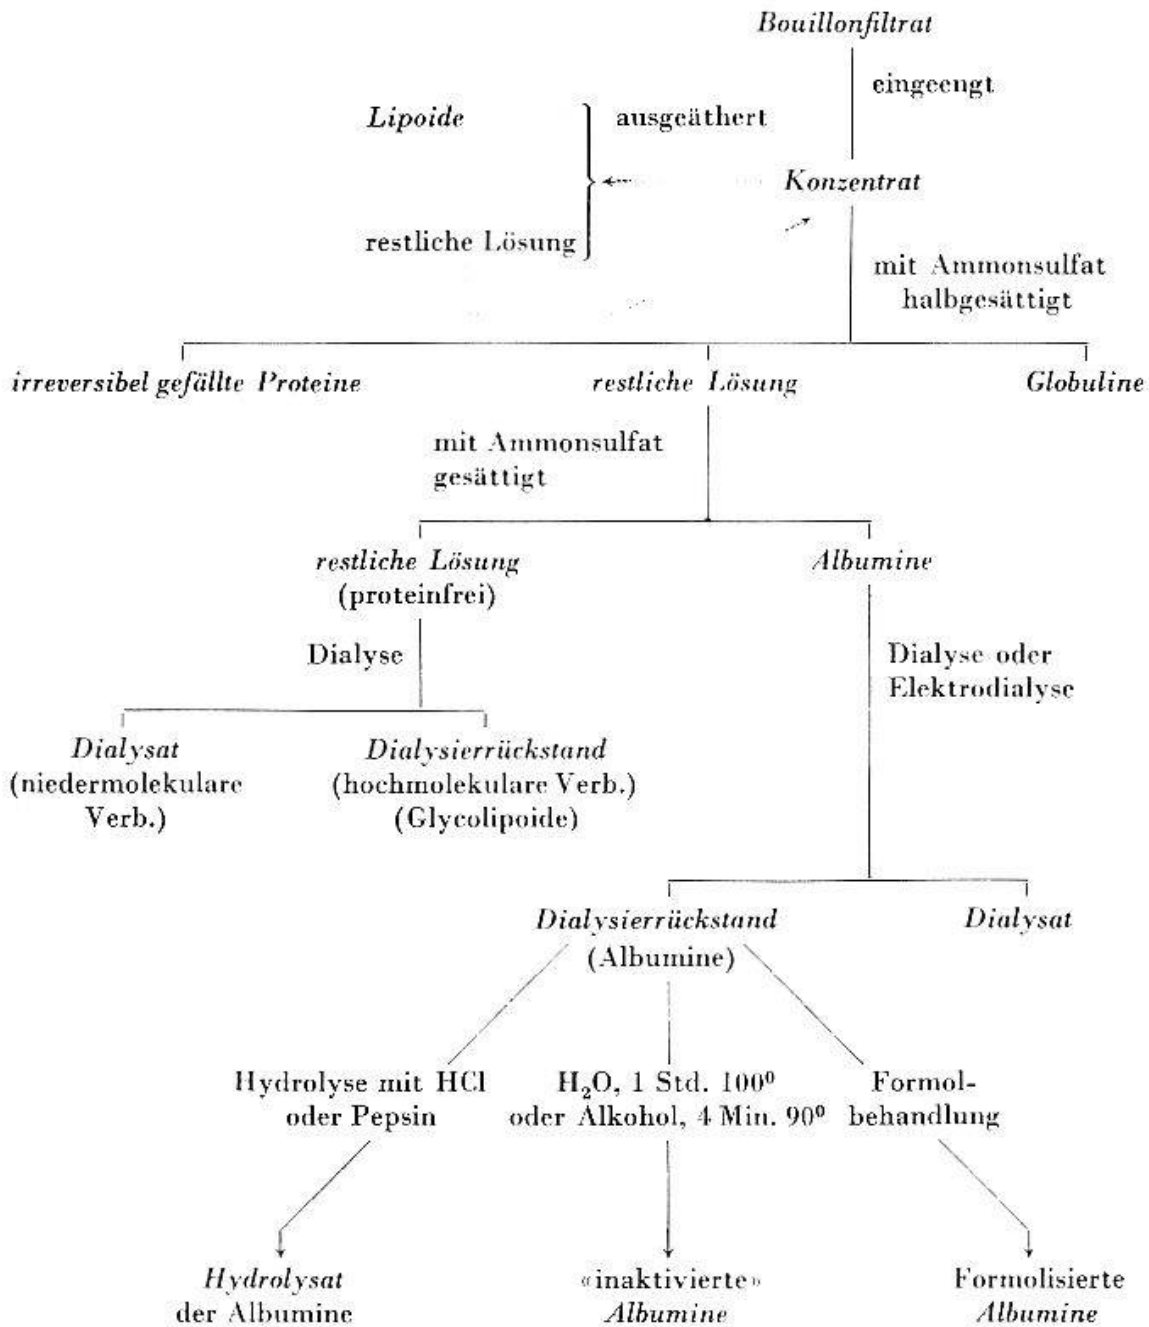 Bouillonfiltrat
eingeengt
Lipoide
ausgeäthert
Konzentrat
restliche Lösung
mit Ammonsulfat
halbgesättigt
irreversibel gefällte Proteine
restliche Lösung
Globuline
mit Ammonsulfat
gesättigt
restliche Lösung
(proteinfrei)
Albumine
Dialyse
Dialyse oder
Elektrodialyse
Dialysat
(niedermolekulare
Verb.)
Dialysierrückstand
(hochmolekulare Verb.)
(Glycolipoide)
Dialysierrückstand
(Albumine)
Dialysat
Hydrolyse mit HCl
oder Pepsin
H₂O, 1 Std. 100⁰
oder Alkohol, 4 Min. 90⁰
Formol-
behandlung
Hydrolysat
der Albumine
«inaktivierte»
Albumine
Formolisierte
Albumine